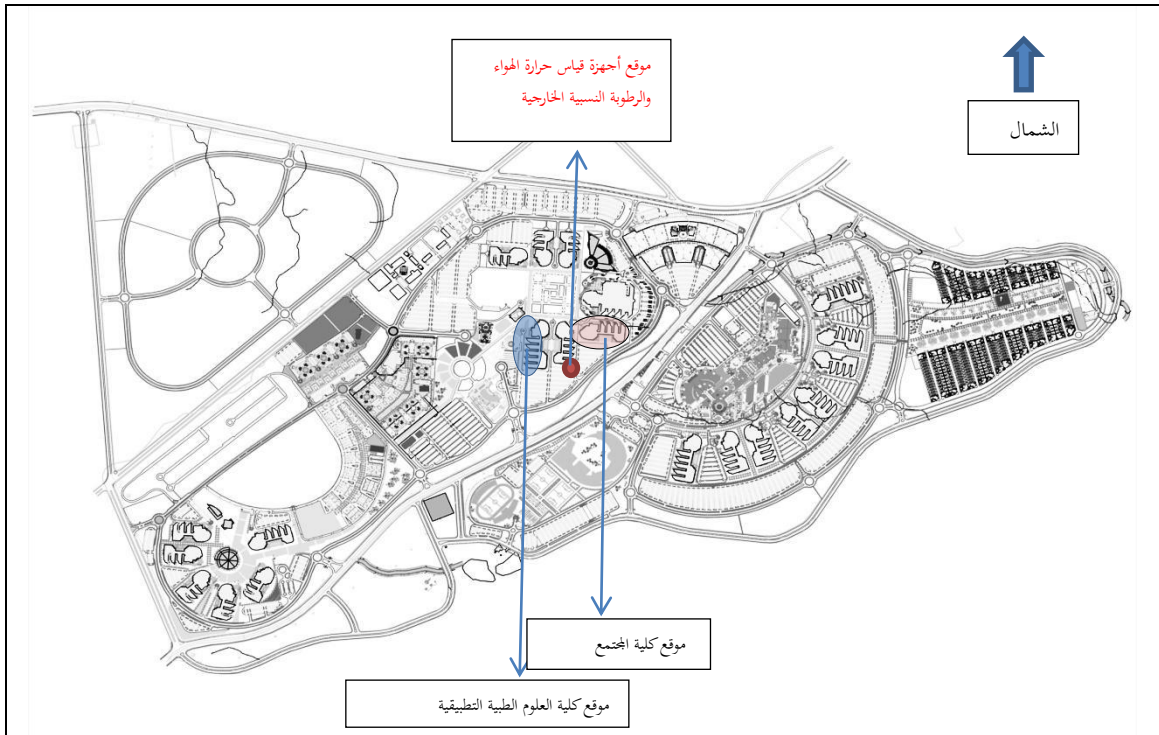 موقع أجهزة قياس حرارة الهواء
والرطوبة النسبية الخارجية
الشمال
موقع كلية المجتمع
موقع كلية العلوم الطبية التطبيقية